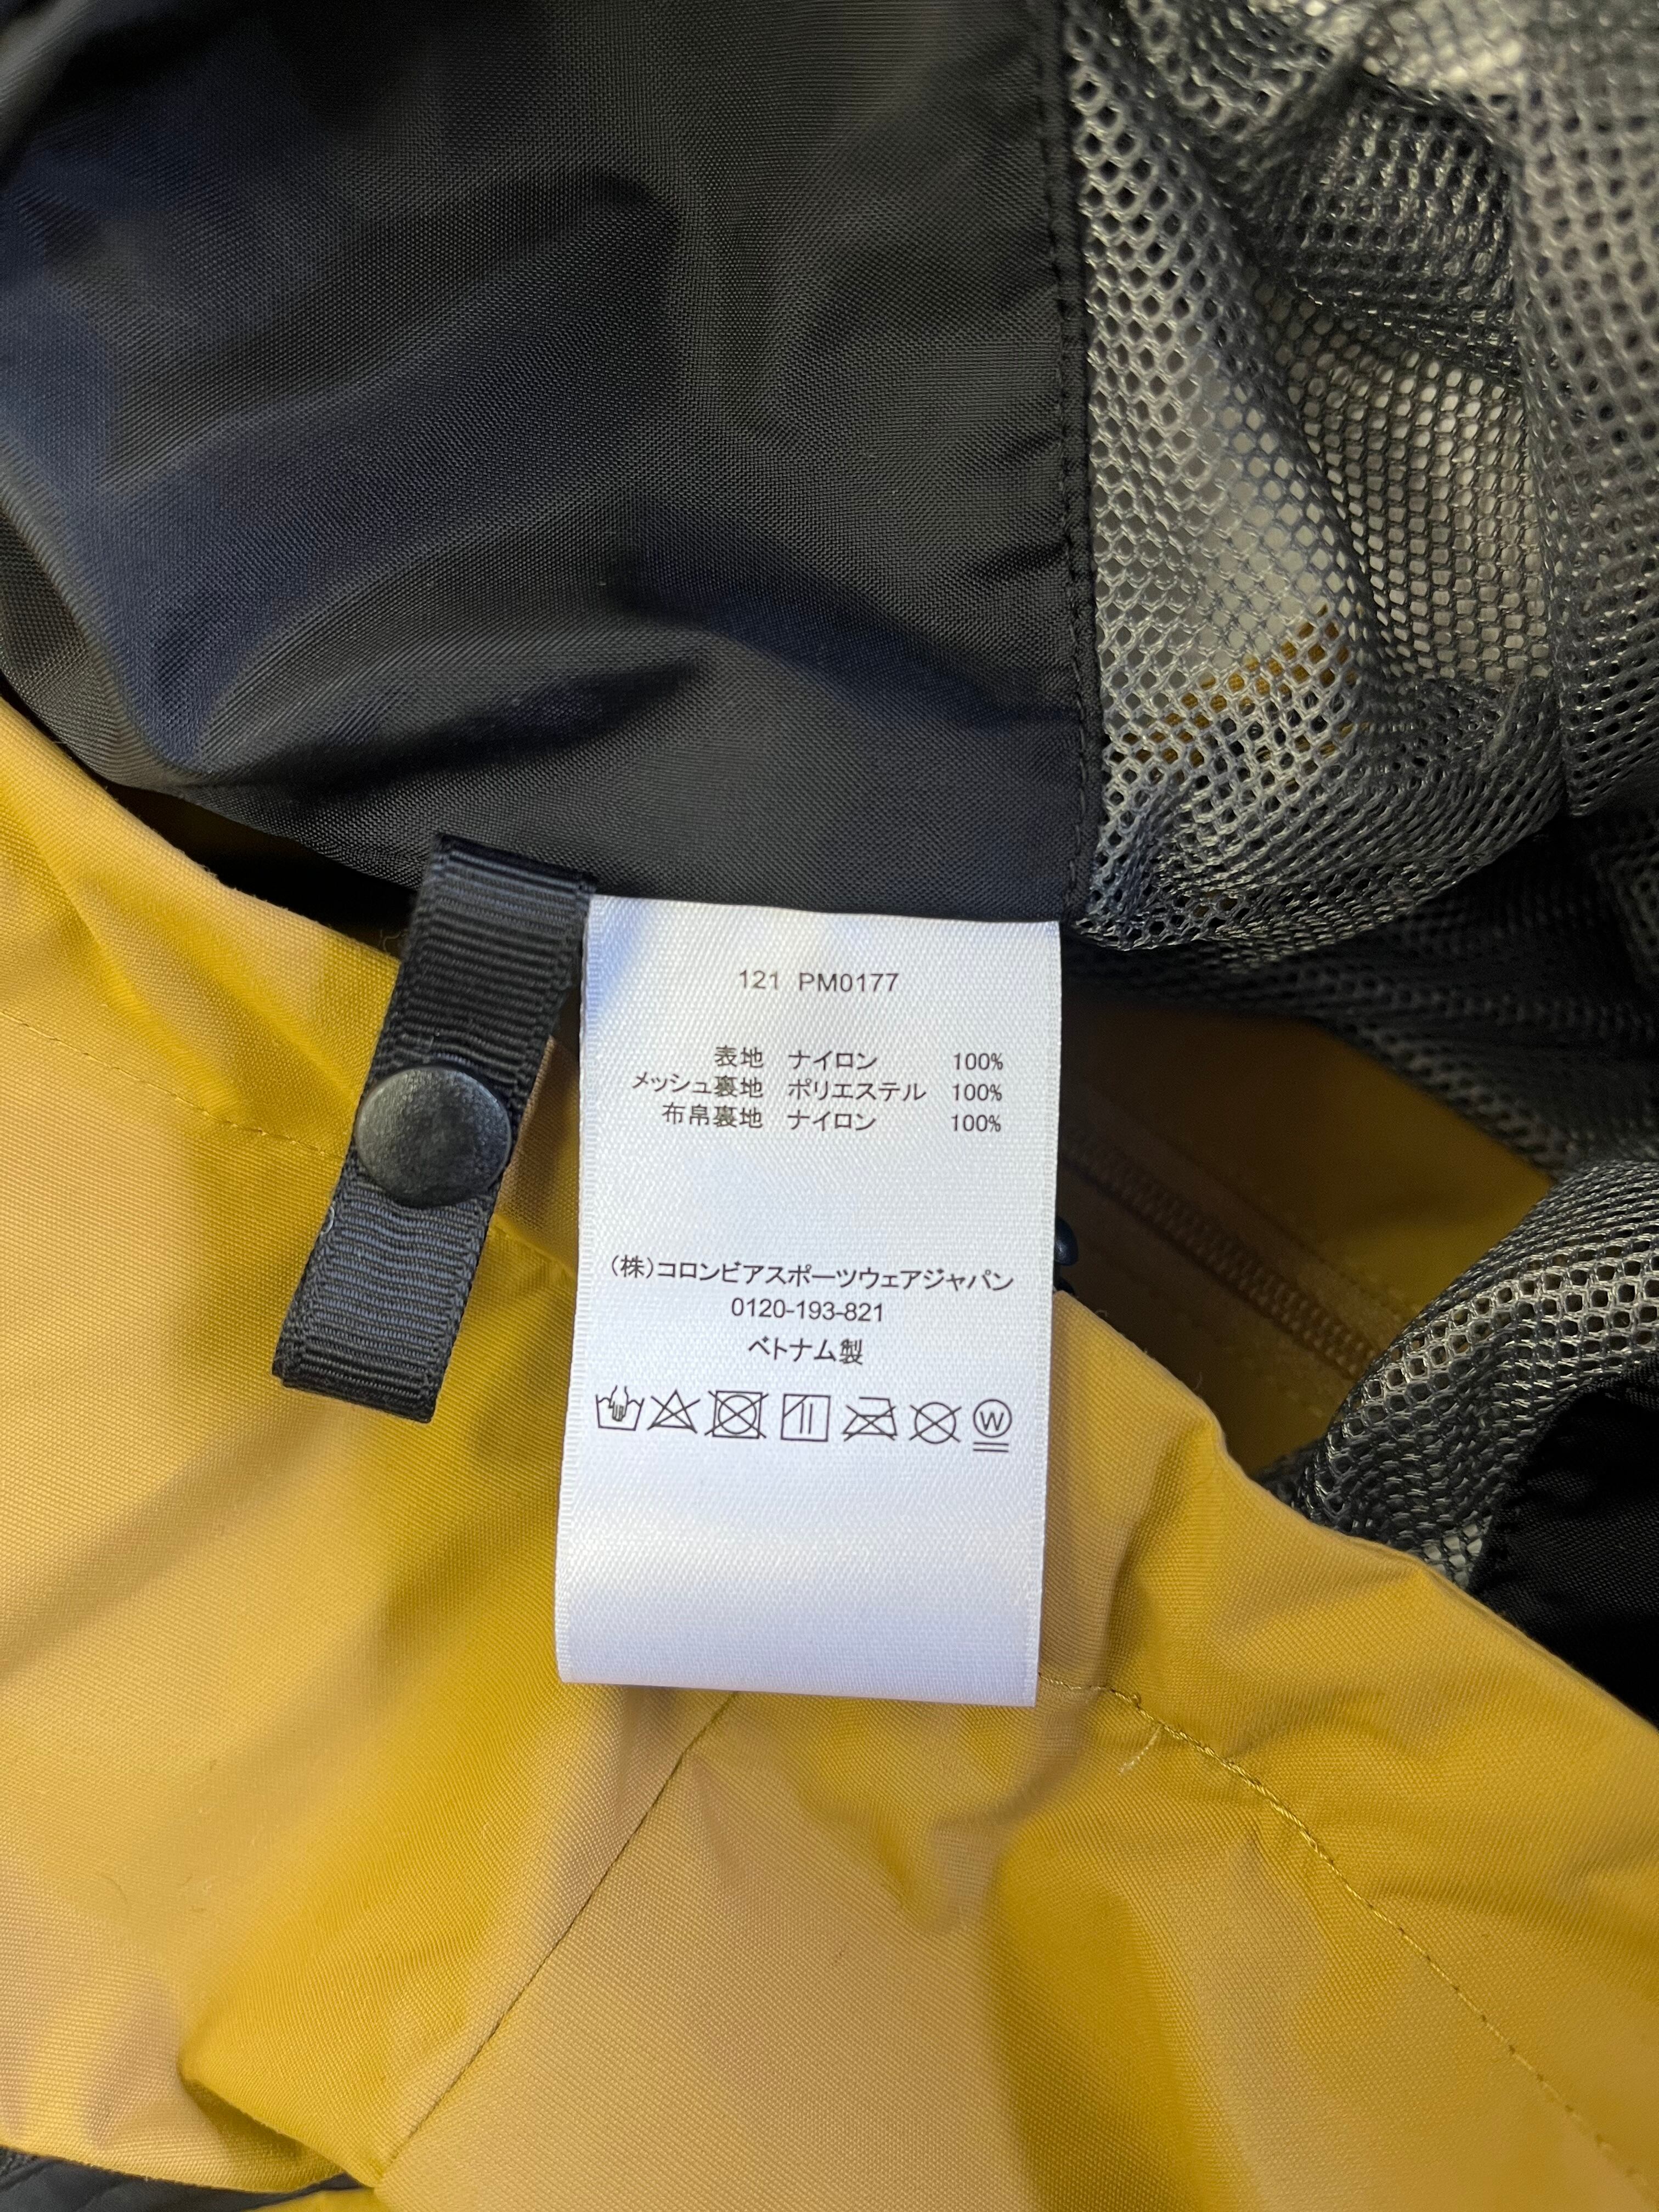 121 PM0177
表地 ナイロン 100%
メッシュ裏地 ポリエステル 100%
布帛裏地 ナイロン 100%
(株)コロンビアスポーツウェアジャパン
0120-193-821
ベトナム製
W